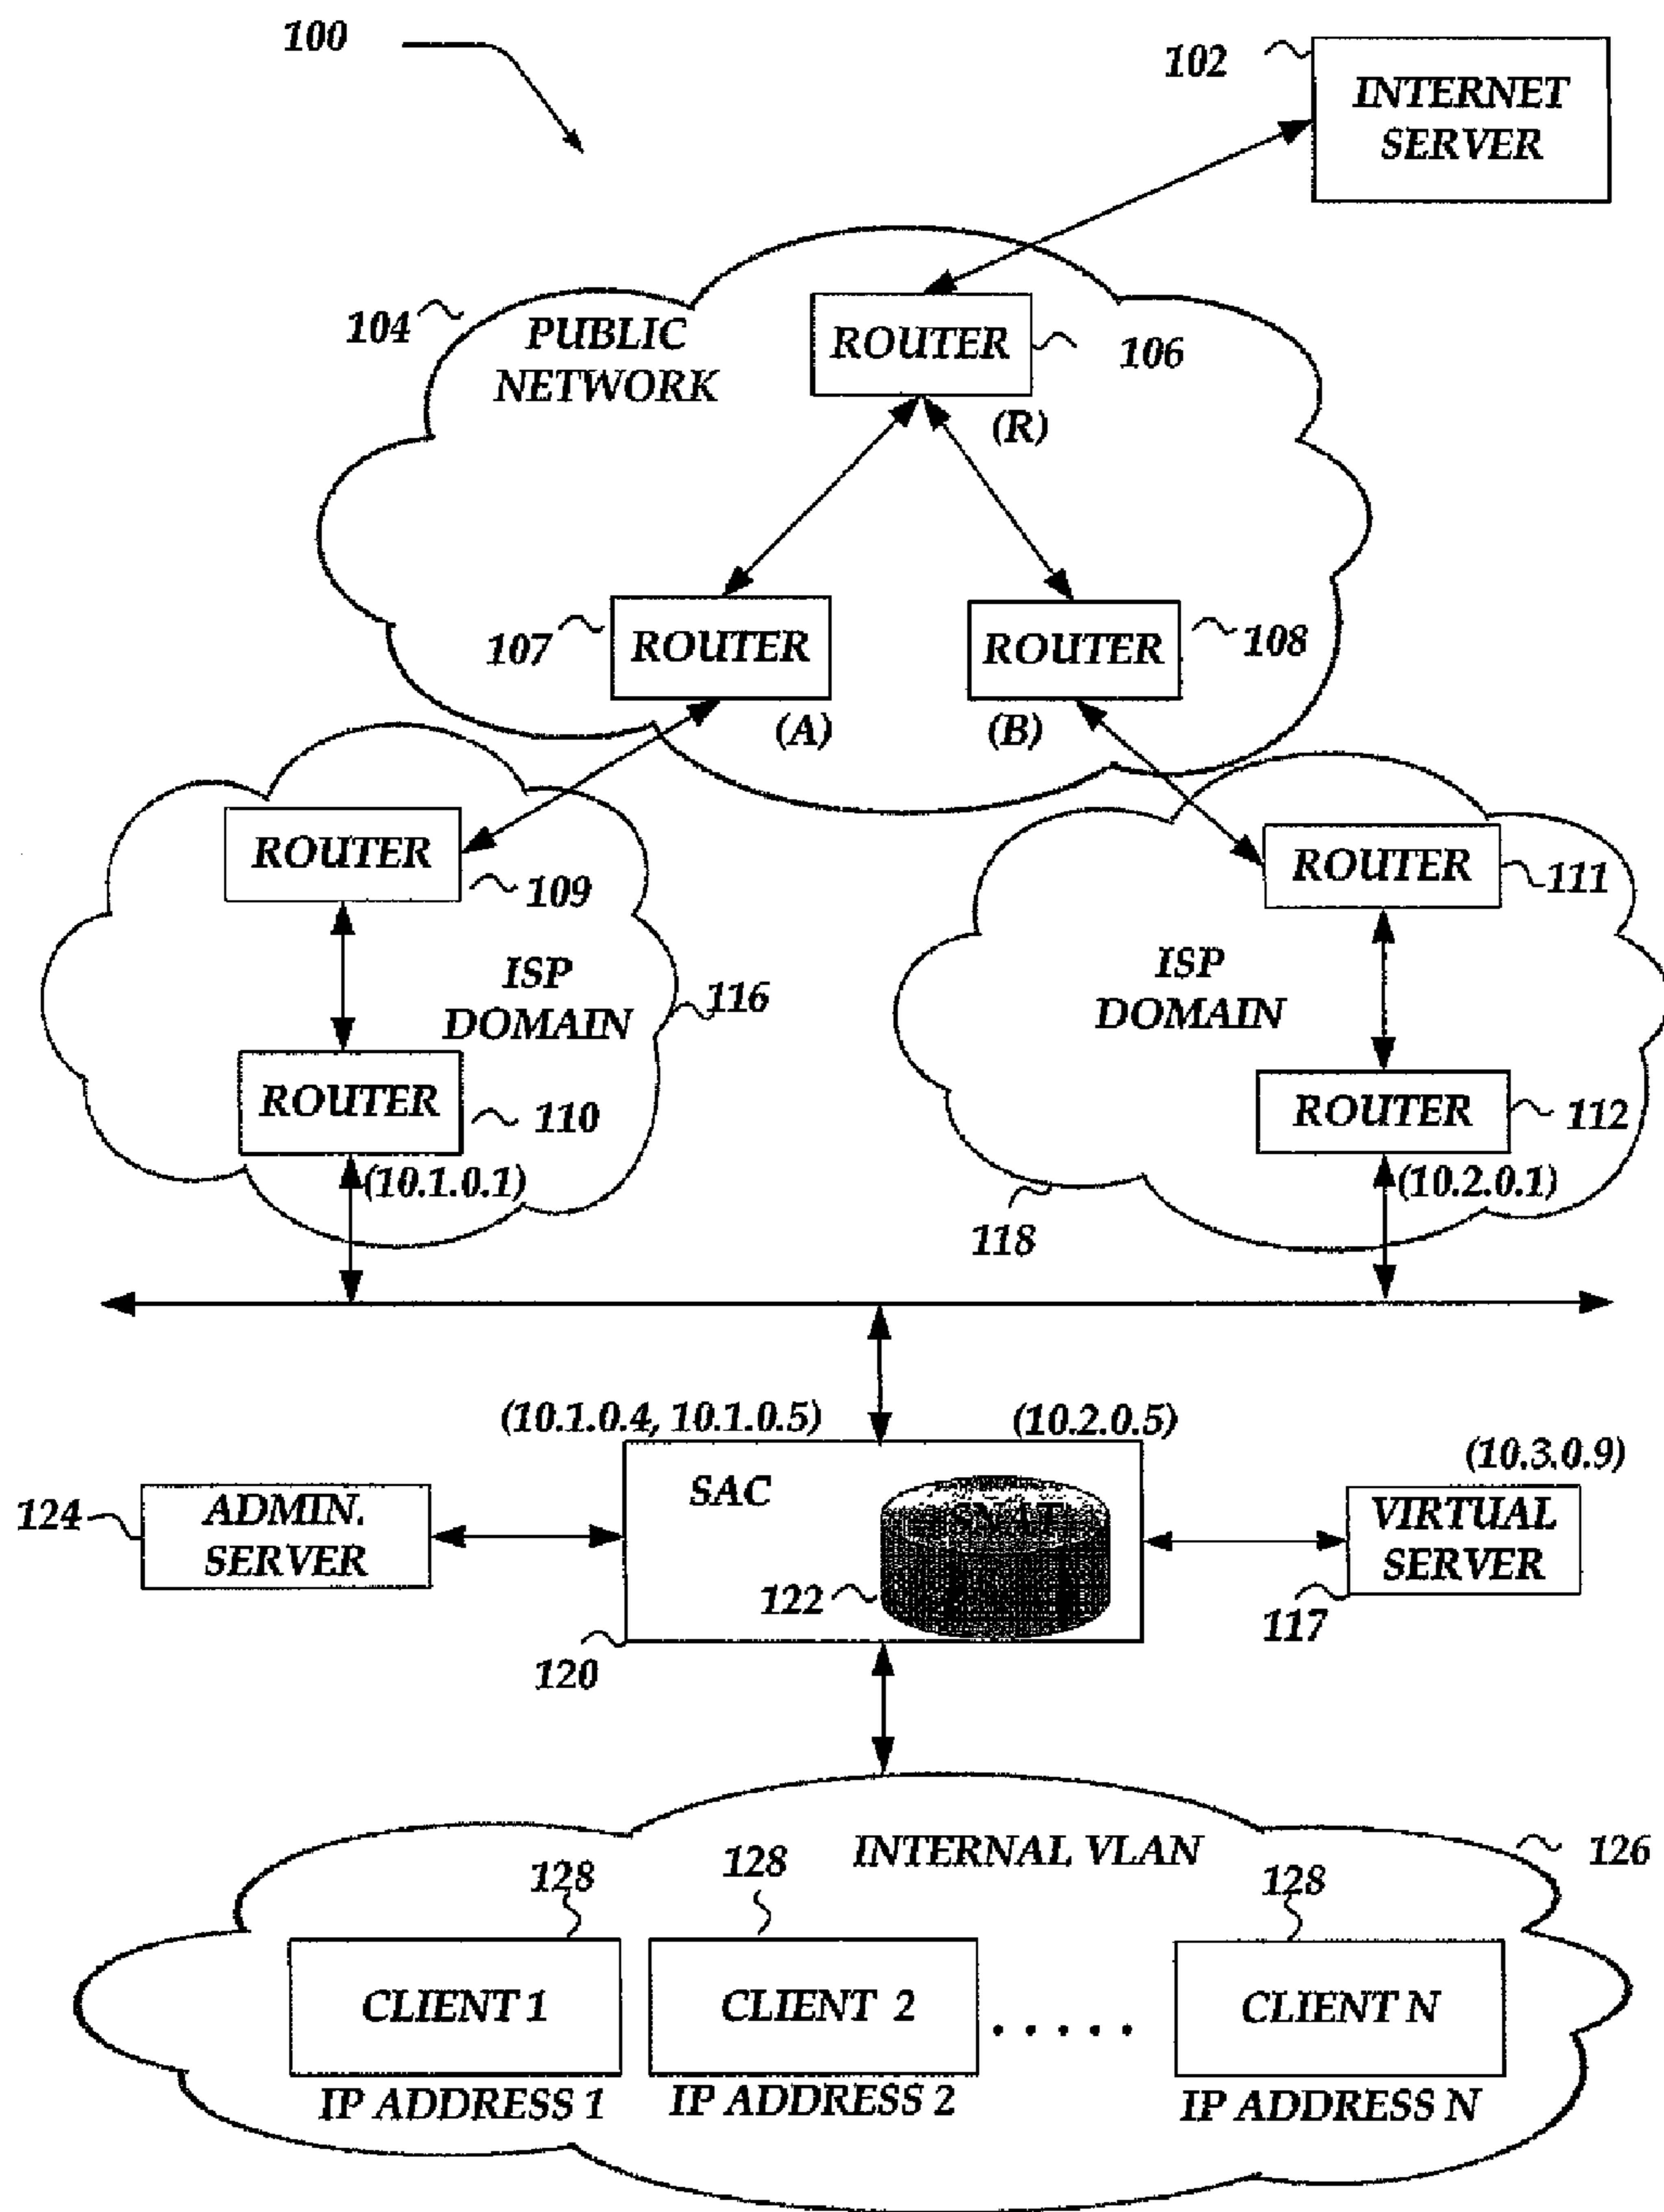 100
102
INTERNET
SERVER
104
PUBLIC
NETWORK
ROUTER
106
(R)
107
ROUTER
ROUTER
108
(A)
(B)
ROUTER
109
ROUTER
111
ISP
DOMAIN
116
ISP
DOMAIN
ROUTER
110
ROUTER
112
(10.1.0.1)
(10.2.0.1)
118
(10.1.0.4, 10.1.0.5)
(10.2.0.5)
(10.3.0.9)
124
ADMIN.
SERVER
SAC
122
120
VIRTUAL
SERVER
117
INTERNAL VLAN
126
128
128
128
CLIENT 1
CLIENT 2
. . . . .
CLIENT N
IP ADDRESS 1
IP ADDRESS 2
IP ADDRESS N